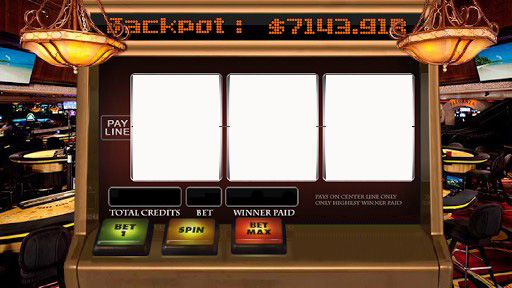 Jackpot: $7143.910
PAY
LINE
TOTAL CREDITS
BET
WINNER PAID
PAYS ON CENTER LINE ONLY
ONLY HIGHEST WINNER PAID
BET
1
SPIN
BET
MAX